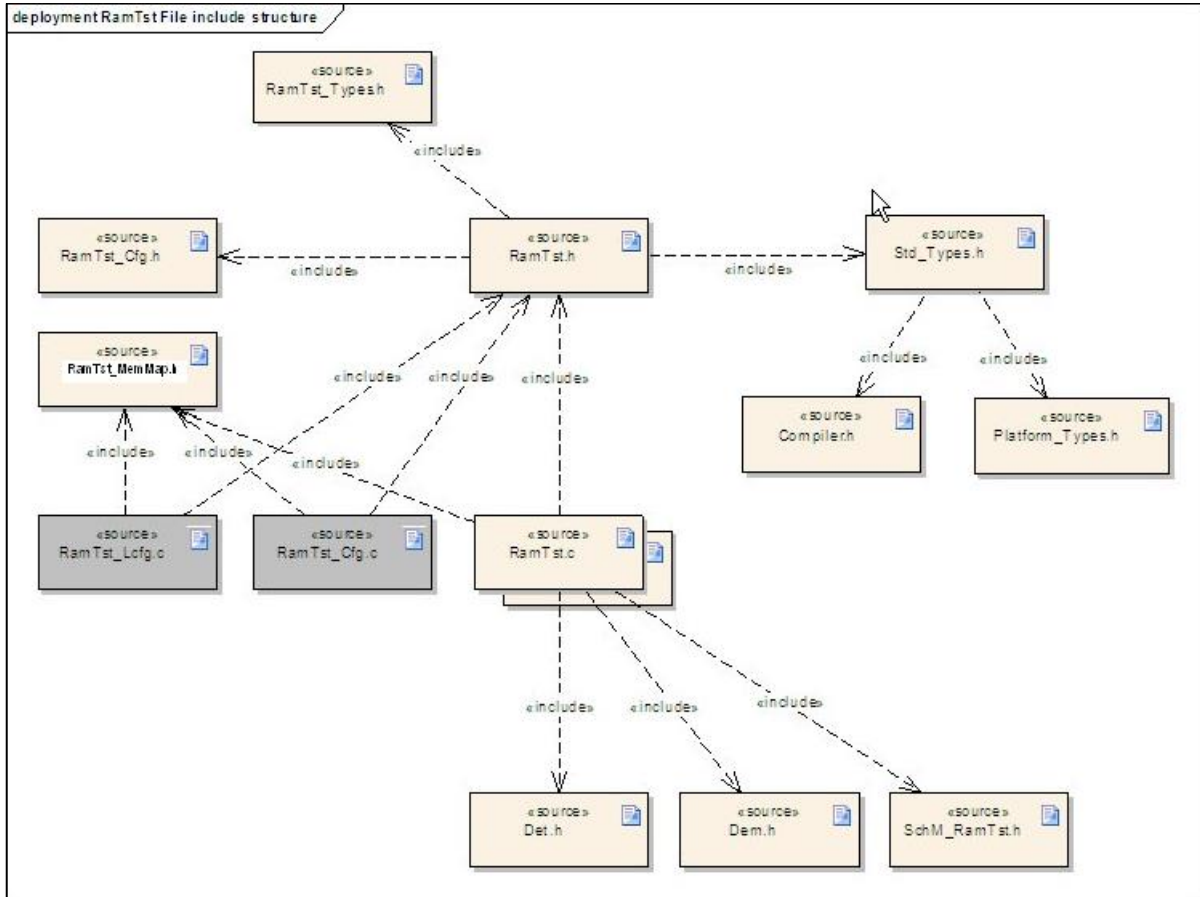 deployment RamTst File include structure
«source»
RamTst_Types.h
«include»
«source»
RamTst_Cfg.h
«include»
«source»
RamTst.h
«include»
«source»
Std_Types.h
«source»
RamTst_MemMap.h
«include»
«include»
«include»
«include»
«include»
«source»
Compiler.h
«source»
Platform_Types.h
«include»
«include»
«include»
«include»
«source»
RamTst_Lcfg.c
«source»
RamTst_Cfg.c
«source»
RamTst.c
«include»
«include»
«include»
«source»
Det.h
«source»
Dem.h
«source»
SchM_RamTst.h